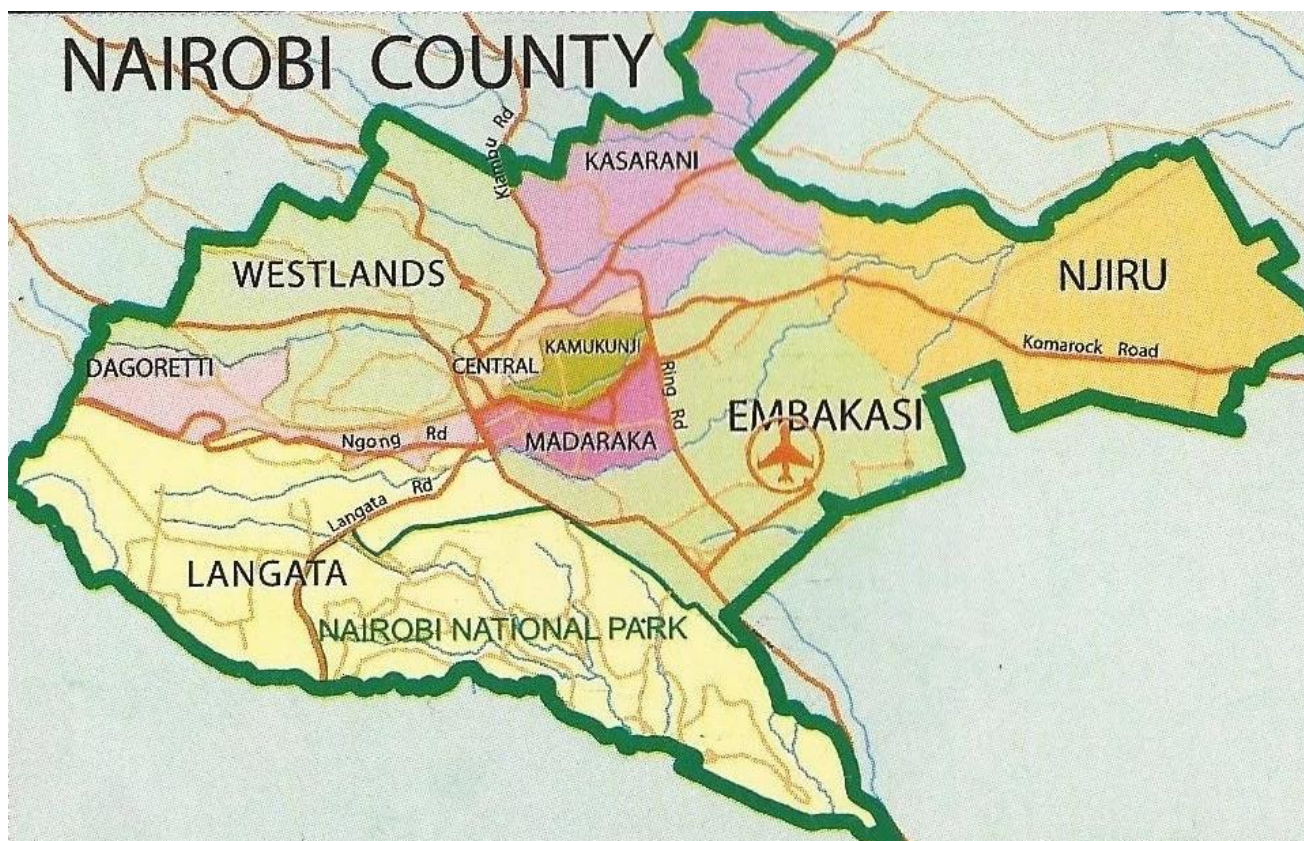 NAIROBI COUNTY
Kiambu Rd
KASARANI
WESTLANDS
NJIRU
KAMUKUNJI
Komarock Road
DAGORETTI
CENTRAL
Ring Rd
EMBAKASI
Ngong Rd
MADARAKA
Langata Rd
LANGATA
NAIROBI NATIONAL PARK